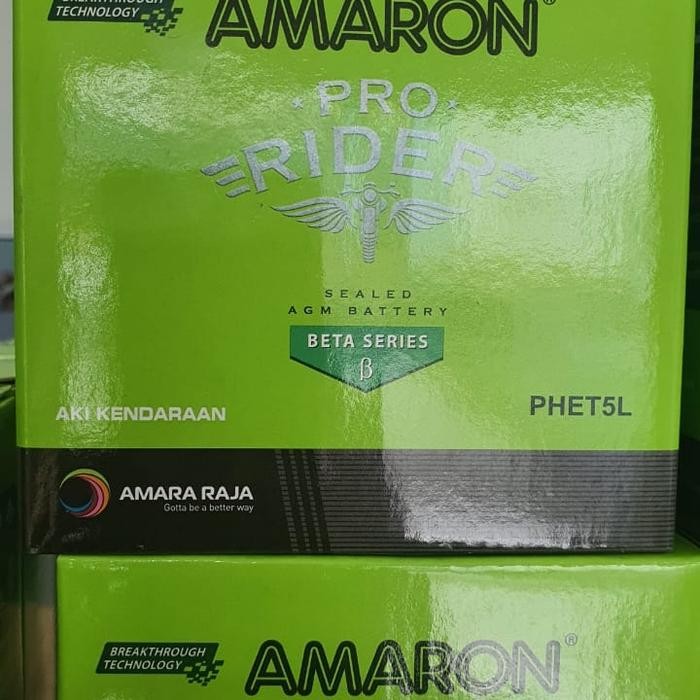 BREAKTHROUGH
TECHNOLOGY
AMARON®
PRO
RIDER
SEALED
AGM BATTERY
BETA SERIES
β
AKI KENDARAAN
PHET5L
AMARA RAJA
Gotta be a better way
BREAKTHROUGH
TECHNOLOGY
AMARON®